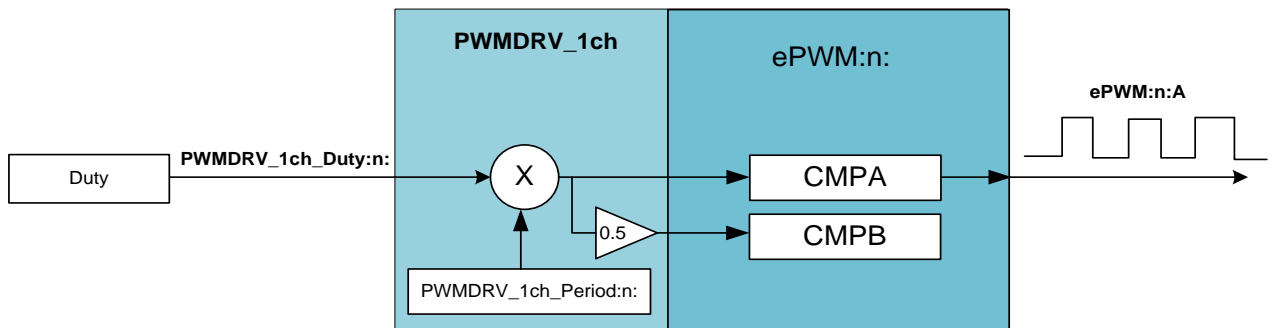 PWMDRV_1ch
ePWM:n:
ePWM:n:A
PWMDRV_1ch_Duty:n:
Duty
X
CMPA
0.5
CMPB
PWMDRV_1ch_Period:n: